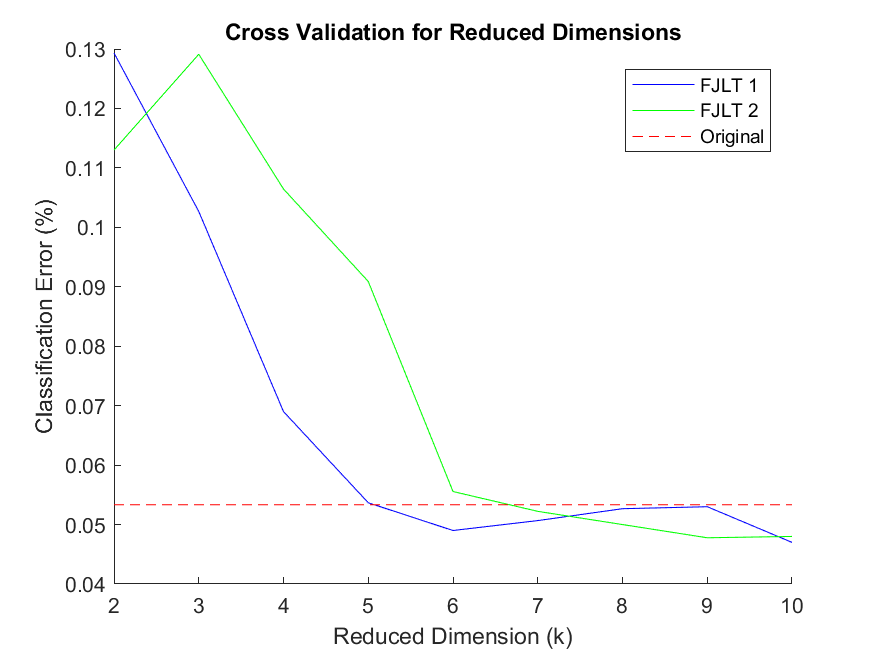 Cross Validation for Reduced Dimensions
FJLT 1
FJLT 2
Original
Classification Error (%)
0.13
0.12
0.11
0.1
0.09
0.08
0.07
0.06
0.05
0.04
2 3 4 5 6 7 8 9 10
Reduced Dimension (k)